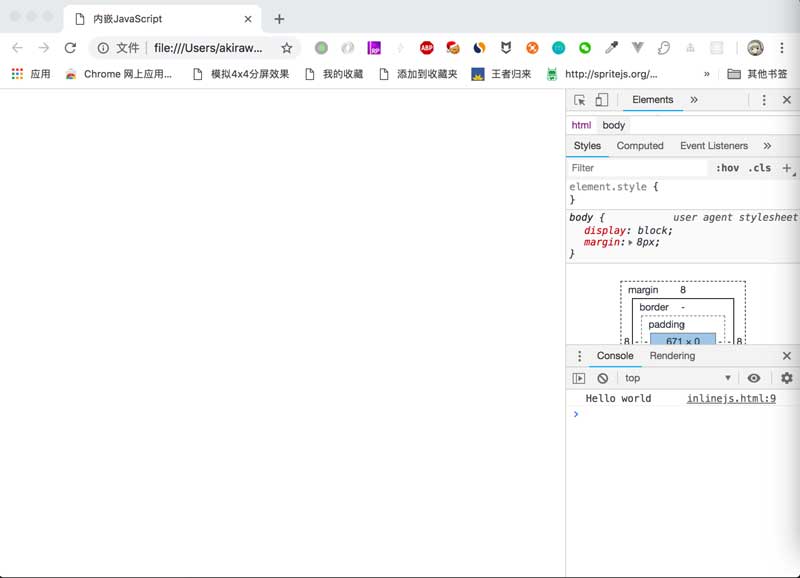 内嵌JavaScript
文件 file:///Users/akiraw...
RP ABP
应用 Chrome 网上应用... 模拟4x4分屏效果 我的收藏 添加到收藏夹 王者归来 http://spritejs.org/... » 其他书签
Elements »
html body
Styles Computed Event Listeners »
Filter :hov .cls +
element.style {
}
body { user agent stylesheet
display: block;
margin: 8px;
}
margin 8
border -
padding
8 - - 671 × 0 - - 8
Console Rendering
top
Hello world inlinejs.html:9
>